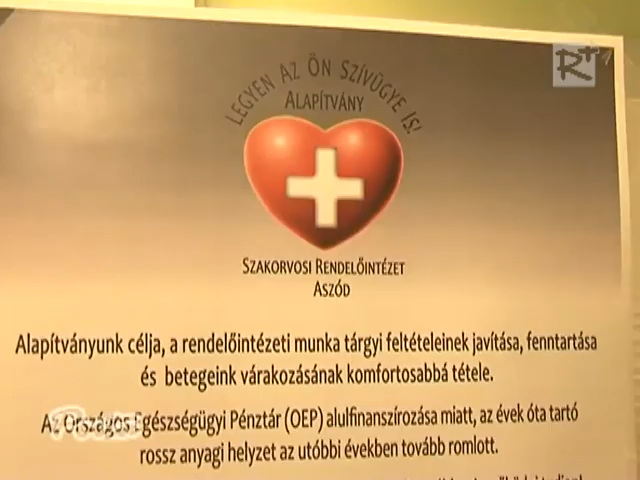 R+
LEGYEN AZ ÖN SZÍVÜGYE IS!
ALAPÍTVÁNY
SZAKORVOSI RENDELŐINTÉZET
ASZÓD
Alapítványunk célja, a rendelőintézeti munka tárgyi feltételeinek javítása, fenntartása
és betegeink várakozásának komfortosabbá tétele.
Az Országos Egészségügyi Pénztár (OEP) alulfinanszírozása miatt, az évek óta tartó
rossz anyagi helyzet az utóbbi években tovább romlott.